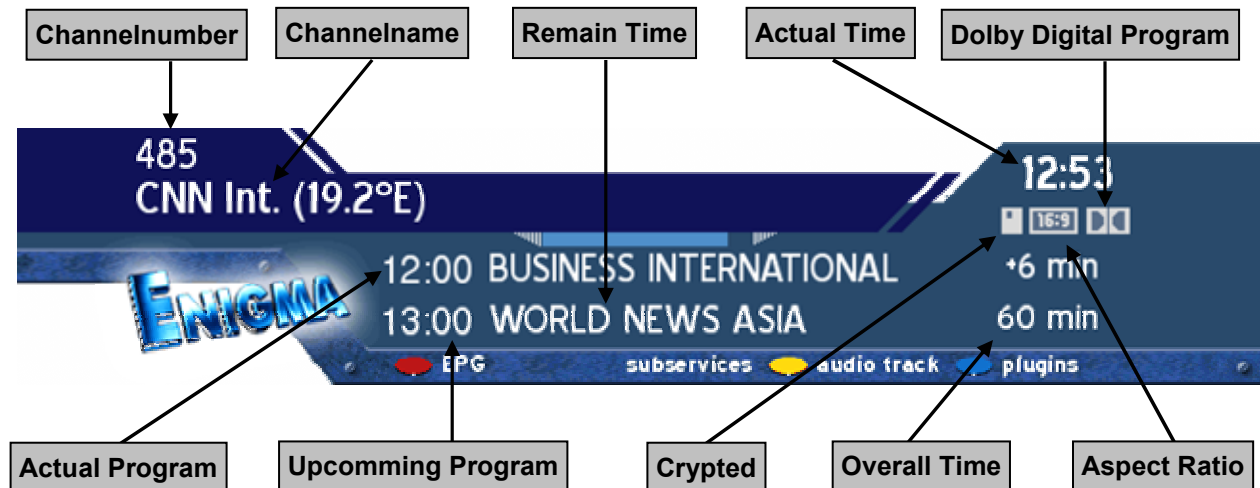 Channelnumber Channelname Remain Time Actual Time Dolby Digital Program
485
CNN Int. (19.2°E)
12:53
16:9
12:00 BUSINESS INTERNATIONAL +6 min
ENIGMA
13:00 WORLD NEWS ASIA 60 min
EPG subservices audio track plugins
Actual Program Upcomming Program Crypted Overall Time Aspect Ratio